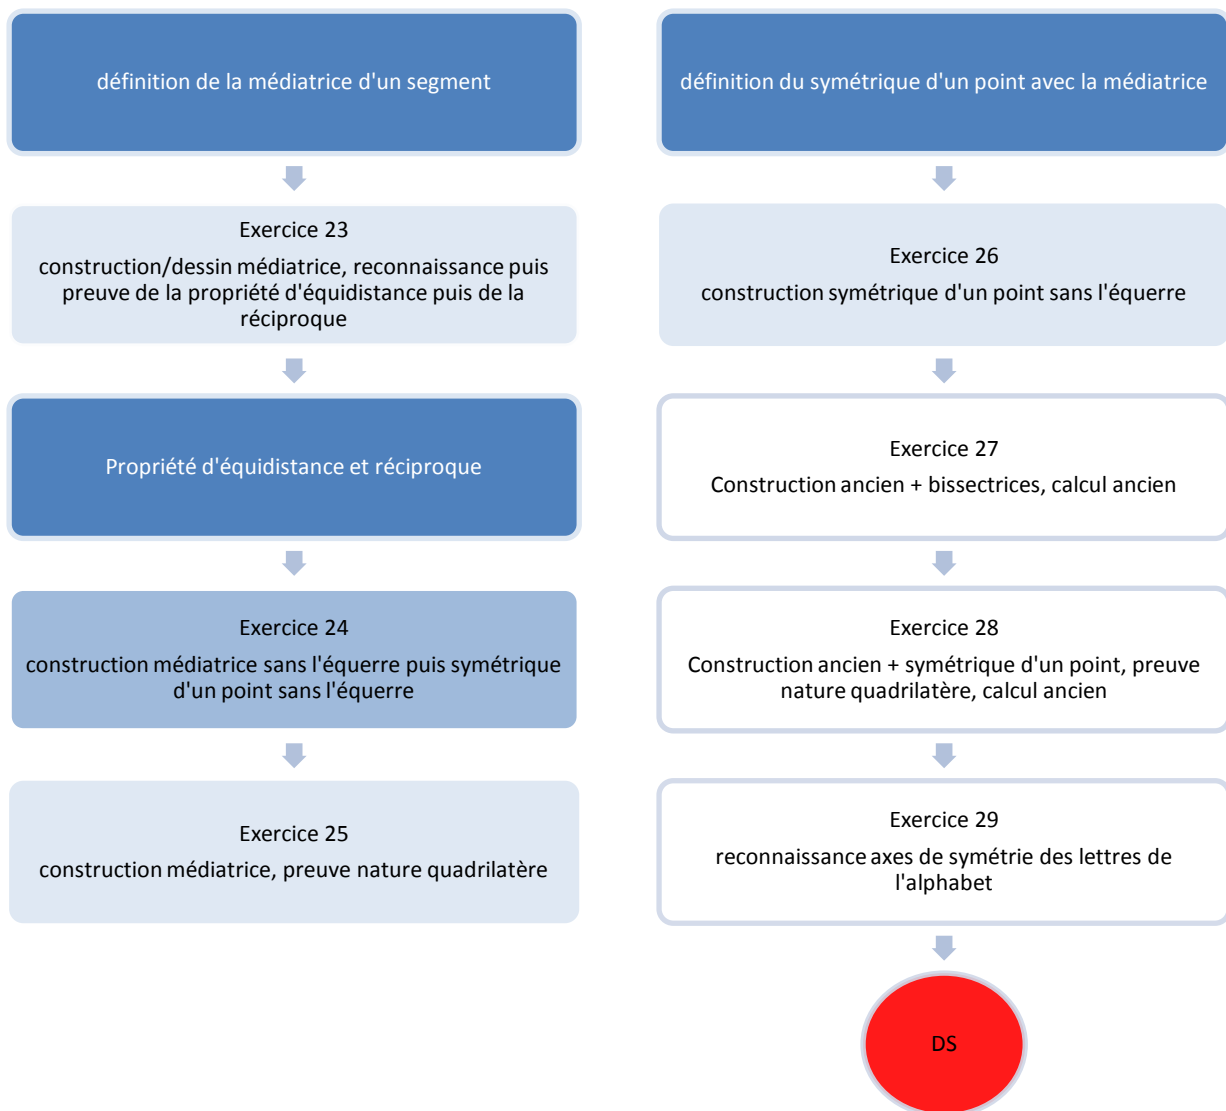 définition de la médiatrice d'un segment
Exercice 23
construction/dessin médiatrice, reconnaissance puis
preuve de la propriété d'équidistance puis de la
réciproque
Propriété d'équidistance et réciproque
Exercice 24
construction médiatrice sans l'équerre puis symétrique
d'un point sans l'équerre
Exercice 25
construction médiatrice, preuve nature quadrilatère
définition du symétrique d'un point avec la médiatrice
Exercice 26
construction symétrique d'un point sans l'équerre
Exercice 27
Construction ancien + bissectrices, calcul ancien
Exercice 28
Construction ancien + symétrique d'un point, preuve
nature quadrilatère, calcul ancien
Exercice 29
reconnaissance axes de symétrie des lettres de
l'alphabet
DS